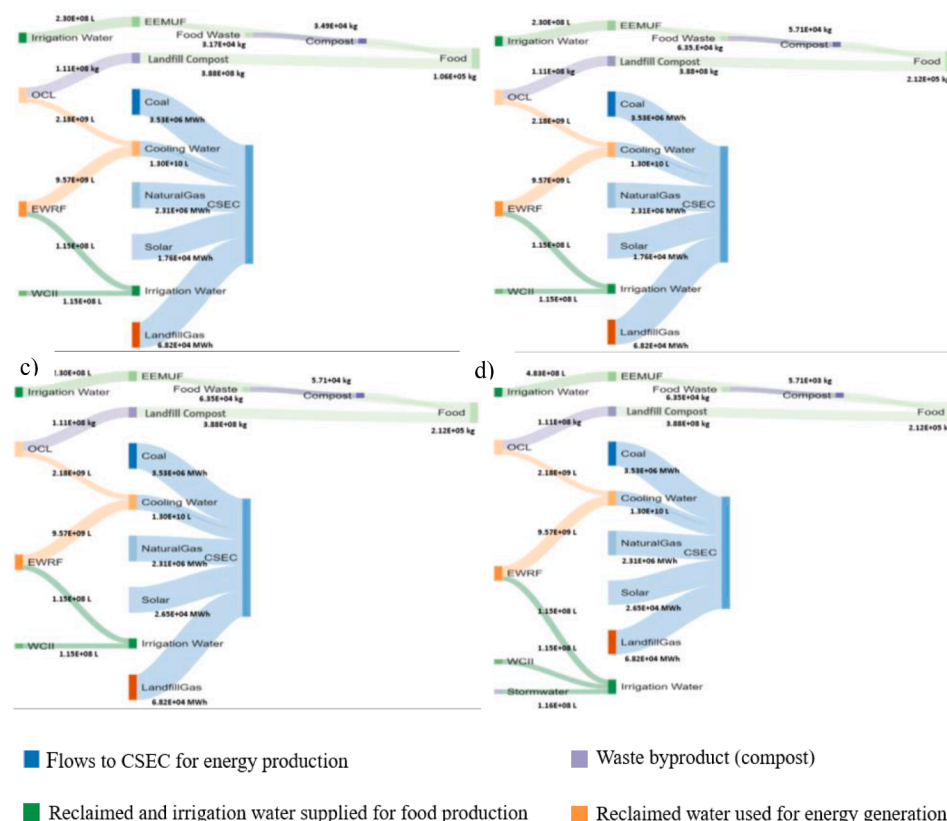 2.30E+08 L
EEMUF
3.49E+04 kg
Irrigation Water
Food Waste
3.17E+04 kg
Compost
Food
1.06E+05 kg
1.11E+08 kg
Landfill Compost
3.88E+08 kg
OCL
Coal
3.53E+06 MWh
2.18E+09 L
Cooling Water
1.30E+10 L
9.57E+09 L
NaturalGas
2.31E+06 MWh
CSEC
EWRF
Solar
1.76E+04 MWh
1.15E+08 L
WCII
1.15E+08 L
Irrigation Water
LandfillGas
6.82E+04 MWh
2.30E+08 L
EEMUF
5.71E+04 kg
Irrigation Water
Food Waste
6.35.E+04 kg
Compost
Food
2.12E+05 kg
1.11E+08 kg
Landfill Compost
3.88+08 kg
OCL
Coal
3.53E+06 MWh
2.18E+09 L
Cooling Water
1.30E+10 L
9.57E+09 L
NaturalGas
2.31E+06 MWh
CSEC
EWRF
Solar
1.76E+04 MWh
1.15E+08 L
WCII
1.15E+08 L
Irrigation Water
LandfillGas
6.82E+04 MWh
c)
.30E+08 L
EEMUF
5.71E+04 kg
Irrigation Water
Food Waste
6.35E+04 kg
Compost
Food
2.12E+05 kg
1.11E+08 kg
Landfill Compost
3.88E+08 kg
OCL
Coal
3.53E+06 MWh
2.18E+09 L
Cooling Water
1.30E+10 L
9.57E+09 L
NaturalGas
2.31E+06 MWh
CSEC
EWRF
Solar
2.65E+04 MWh
1.15E+08 L
WCII
1.15E+08 L
Irrigation Water
LandfillGas
6.82E+04 MWh
d)
4.83E+08 L
EEMUF
5.71E+03 kg
Irrigation Water
Food Waste
6.35E+04 kg
Compost
Food
2.12E+05 kg
1.11E+08 kg
Landfill Compost
3.88E+08 kg
OCL
Coal
3.53E+06 MWh
2.18E+09 L
Cooling Water
1.30E+10 L
9.57E+09 L
NaturalGas
2.31E+06 MWh
CSEC
EWRF
Solar
2.65E+04 MWh
1.15E+08 L
LandfillGas
6.82E+04 MWh
1.15E+08 L
WCII
Stormwater
1.16E+08 L
Irrigation Water
Flows to CSEC for energy production
Waste byproduct (compost)
Reclaimed and irrigation water supplied for food production
Reclaimed water used for energy generation